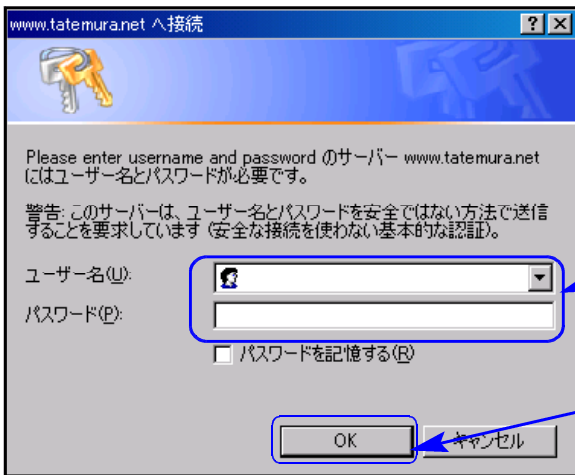 www.tatemura.net へ接続
Please enter username and password のサーバー www.tatemura.net
にはユーザー名とパスワードが必要です。
警告: このサーバーは、ユーザー名とパスワードを安全ではない方法で送信
することを要求しています (安全な接続を使わない基本的な認証)。
ユーザー名(U):
パスワード(P):
パスワードを記憶する(R)
OK キャンセル